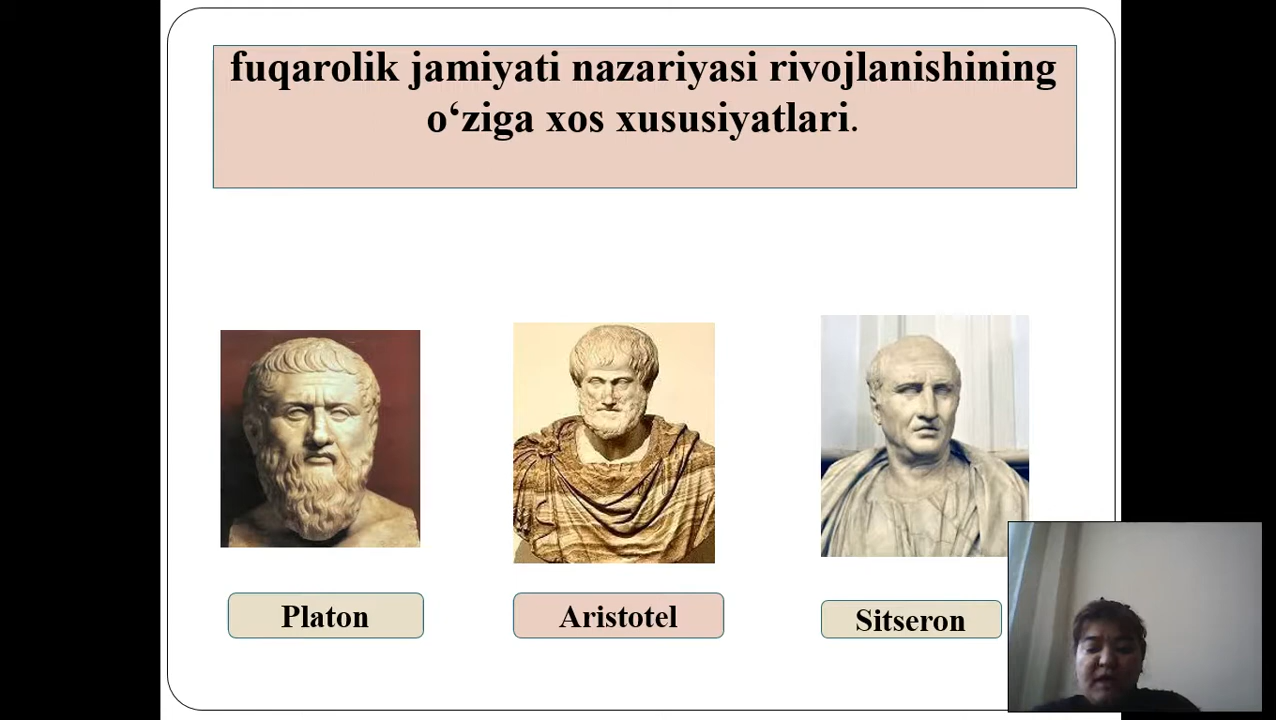 fuqarolik jamiyati nazariyasi rivojlanishining
o‘ziga xos xususiyatlari.
Platon
Aristotel
Sitseron